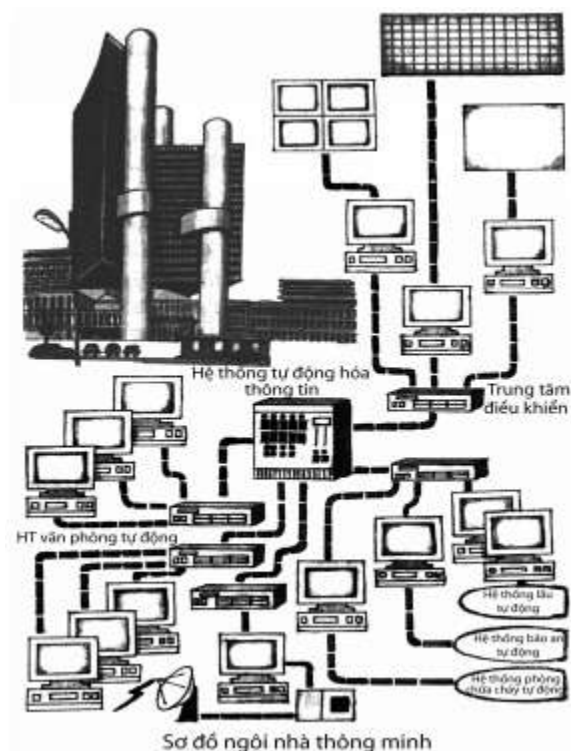 Hệ thống tự động hóa
thông tin
Trung tâm
điều khiển
HT văn phòng tự động
Hệ thống lầu
tự động
Hệ thống bảo an
tự động
Hệ thống phòng
chữa cháy tự động
Sơ đồ ngôi nhà thông minh